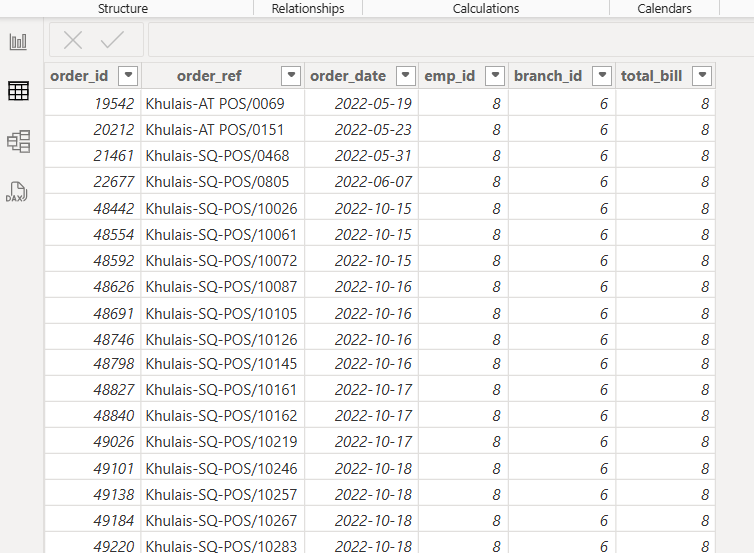 Structure Relationships Calculations Calendars
order_id order_ref order_date emp_id branch_id total_bill
19542 Khulais-AT POS/0069 2022-05-19 8 6 8
20212 Khulais-AT POS/0151 2022-05-23 8 6 8
21461 Khulais-SQ-POS/0468 2022-05-31 8 6 8
22677 Khulais-SQ-POS/0805 2022-06-07 8 6 8
48442 Khulais-SQ-POS/10026 2022-10-15 8 6 8
48554 Khulais-SQ-POS/10061 2022-10-15 8 6 8
48592 Khulais-SQ-POS/10072 2022-10-15 8 6 8
48626 Khulais-SQ-POS/10087 2022-10-16 8 6 8
48691 Khulais-SQ-POS/10105 2022-10-16 8 6 8
48746 Khulais-SQ-POS/10126 2022-10-16 8 6 8
48798 Khulais-SQ-POS/10145 2022-10-16 8 6 8
48827 Khulais-SQ-POS/10161 2022-10-17 8 6 8
48840 Khulais-SQ-POS/10162 2022-10-17 8 6 8
49026 Khulais-SQ-POS/10219 2022-10-17 8 6 8
49101 Khulais-SQ-POS/10246 2022-10-18 8 6 8
49138 Khulais-SQ-POS/10257 2022-10-18 8 6 8
49184 Khulais-SQ-POS/10267 2022-10-18 8 6 8
49220 Khulais-SQ-POS/10283 2022-10-18 8 6 8
DAX